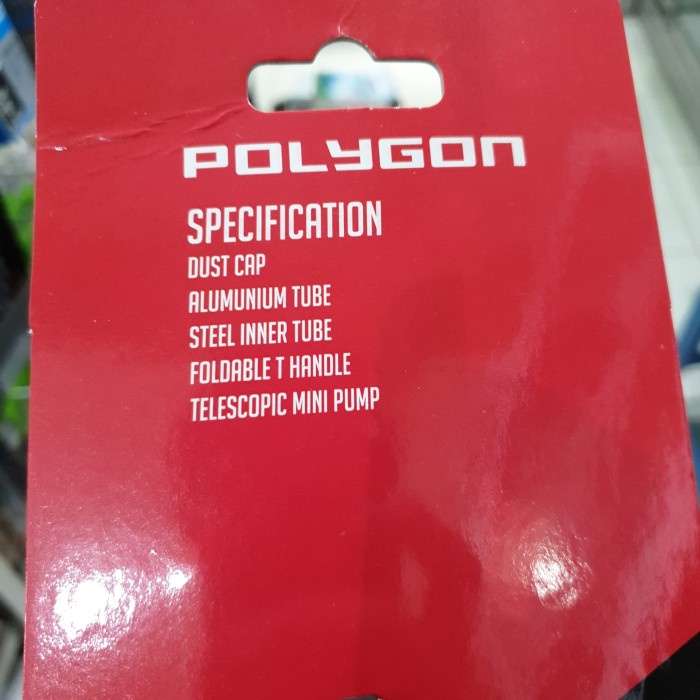 POLYGON
SPECIFICATION
DUST CAP
ALUMUNIUM TUBE
STEEL INNER TUBE
FOLDABLE T HANDLE
TELESCOPIC MINI PUMP